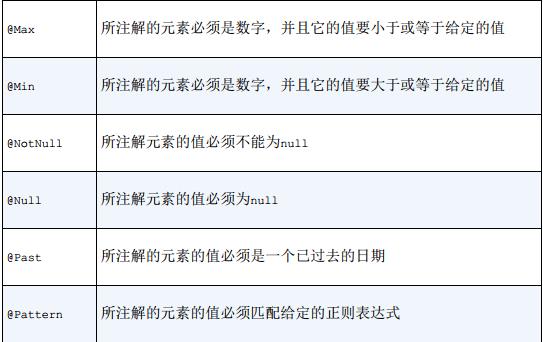 @Max 所注解的元素必须是数字，并且它的值要小于或等于给定的值
@Min 所注解的元素必须是数字，并且它的值要大于或等于给定的值
@NotNull 所注解元素的值必须不能为null
@Null 所注解元素的值必须为null
@Past 所注解的元素的值必须是一个已过去的日期
@Pattern 所注解的元素的值必须匹配给定的正则表达式